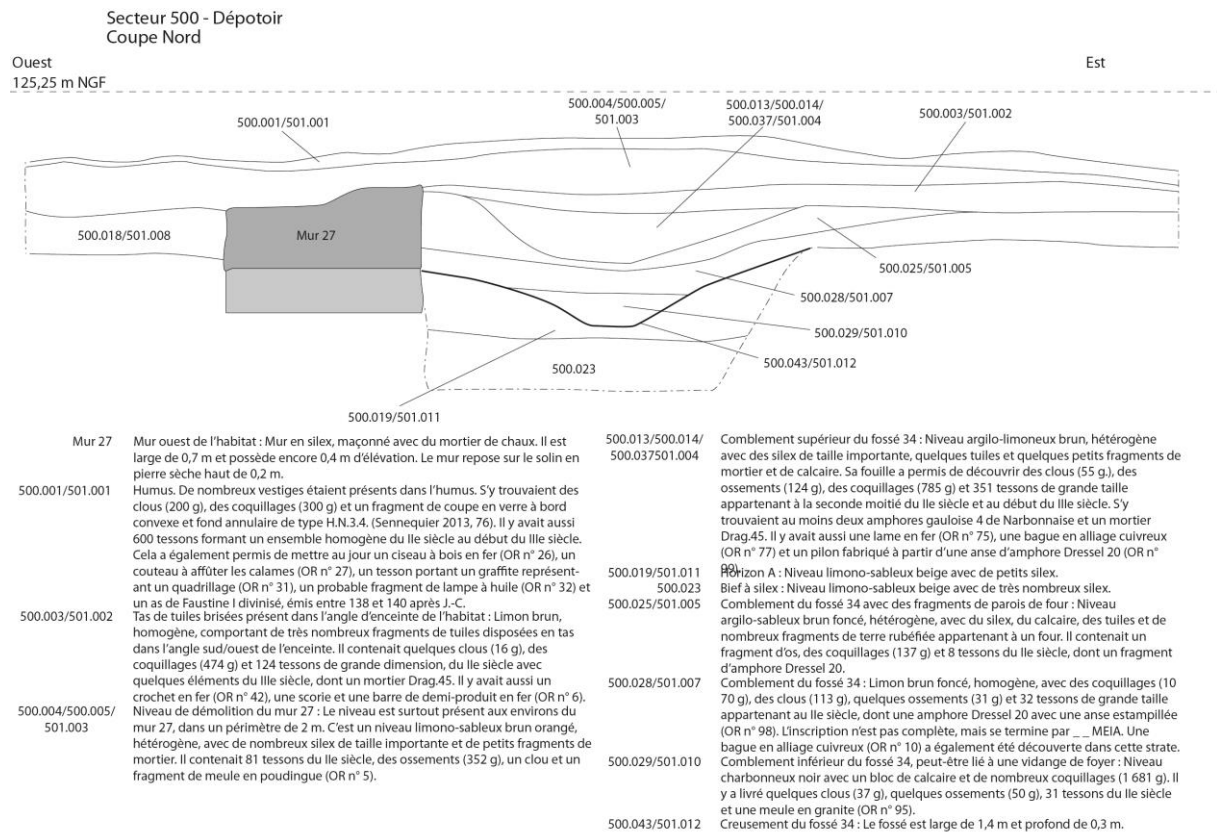 Secteur 500 - Dépotoir
Coupe Nord
Ouest
Est
125,25 m NGF
500.004/500.005/
501.003
500.013/500.014/
500.037/501.004
500.003/501.002
500.001/501.001
500.018/501.008
Mur 27
500.025/501.005
500.028/501.007
500.029/501.010
500.043/501.012
500.023
500.019/501.011
Mur 27
Mur ouest de l'habitat : Mur en silex, maçonné avec du mortier de chaux. Il est
large de 0,7 m et possède encore 0,4 m d'élévation. Le mur repose sur le solin en
pierre sèche haut de 0,2 m.
500.001/501.001
Humus. De nombreux vestiges étaient présents dans l'humus. S'y trouvaient des
clous (200 g), des coquillages (300 g) et un fragment de coupe en verre à bord
convexe et fond annulaire de type H.N.3.4. (Sennequier 2013, 76). Il y avait aussi
600 tessons formant un ensemble homogène du IIe siècle au début du IIIe siècle.
Cela a également permis de mettre au jour un ciseau à bois en fer (OR n° 26), un
couteau à affûter les calames (OR n° 27), un tesson portant un graffite représent-
ant un quadrillage (OR n° 31), un probable fragment de lampe à huile (OR n° 32) et
un as de Faustine I divinisé, émis entre 138 et 140 après J.-C.
500.003/501.002
Tas de tuiles brisées présent dans l'angle d'enceinte de l'habitat : Limon brun,
homogène, comportant de très nombreux fragments de tuiles disposées en tas
dans l'angle sud/ouest de l'enceinte. Il contenait quelques clous (16 g), des
coquillages (474 g) et 124 tessons de grande dimension, du IIe siècle avec
quelques éléments du IIIe siècle, dont un mortier Drag.45. Il y avait aussi un
crochet en fer (OR n° 42), une scorie et une barre de demi-produit en fer (OR n° 6).
500.004/500.005/
501.003
Niveau de démolition du mur 27 : Le niveau est surtout présent aux environs du
mur 27, dans un périmètre de 2 m. C'est un niveau limono-sableux brun orangé,
hétérogène, avec de nombreux silex de taille importante et de petits fragments de
mortier. Il contenait 81 tessons du IIe siècle, des ossements (352 g), un clou et un
fragment de meule en poudingue (OR n° 5).
500.013/500.014/
500.037501.004
Comblement supérieur du fossé 34 : Niveau argilo-limoneux brun, hétérogène
avec des silex de taille importante, quelques tuiles et quelques petits fragments de
mortier et de calcaire. Sa fouille a permis de découvrir des clous (55 g.), des
ossements (124 g), des coquillages (785 g) et 351 tessons de grande taille
appartenant à la seconde moitié du IIe siècle et au début du IIIe siècle. S'y
trouvaient au moins deux amphores gauloise 4 de Narbonnaise et un mortier
Drag.45. Il y avait aussi une lame en fer (OR n° 75), une bague en alliage cuivreux
(OR n° 77) et un pilon fabriqué à partir d'une anse d'amphore Dressel 20 (OR n°
99).
500.019/501.011
Horizon A : Niveau limono-sableux beige avec de petits silex.
500.023
Bief à silex : Niveau limono-sableux beige avec de très nombreux silex.
500.025/501.005
Comblement du fossé 34 avec des fragments de parois de four : Niveau
argilo-sableux brun foncé, hétérogène, avec du silex, du calcaire, des tuiles et de
nombreux fragments de terre rubéfiée appartenant à un four. Il contenait un
fragment d'os, des coquillages (137 g) et 8 tessons du IIe siècle, dont un fragment
d'amphore Dressel 20.
500.028/501.007
Comblement du fossé 34 : Limon brun foncé, homogène, avec des coquillages (10
70 g), des clous (113 g), quelques ossements (31 g) et 32 tessons de grande taille
appartenant au IIe siècle, dont une amphore Dressel 20 avec une anse estampillée
(OR n° 98). L'inscription n'est pas complète, mais se termine par _ _ MEIA. Une
bague en alliage cuivreux (OR n° 10) a également été découverte dans cette strate.
500.029/501.010
Comblement inférieur du fossé 34, peut-être lié à une vidange de foyer : Niveau
charbonneux noir avec un bloc de calcaire et de nombreux coquillages (1 681 g). Il
y a livré quelques clous (37 g), quelques ossements (50 g), 31 tessons du IIe siècle
et une meule en granite (OR n° 95).
500.043/501.012
Creusement du fossé 34 : Le fossé est large de 1,4 m et profond de 0,3 m.